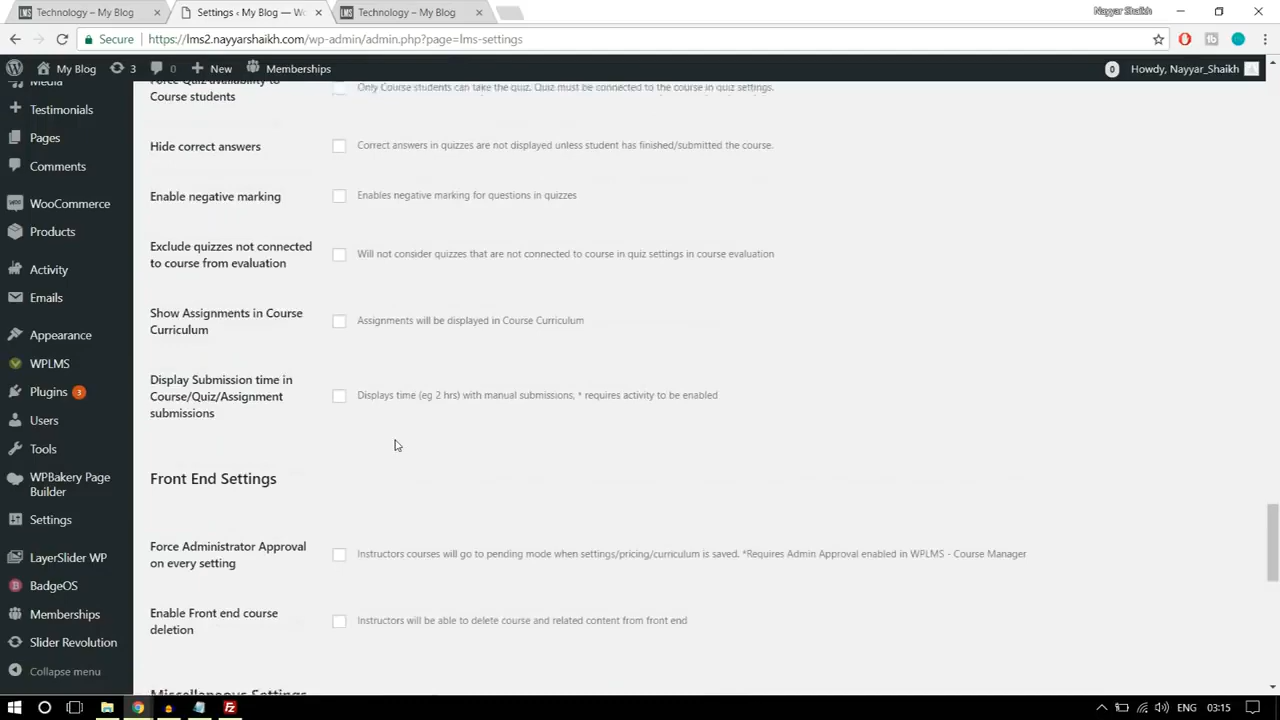 Technology – My Blog
Settings ‹ My Blog — Wo
Technology – My Blog
Nayyar Shaikh
Secure
https://lms2.nayyarshaikh.com/wp-admin/admin.php?page=lms-settings
My Blog
3
0
New
Memberships
0
Howdy, Nayyar_Shaikh
Media
Testimonials
Pages
Comments
WooCommerce
Products
Activity
Emails
Appearance
WPLMS
Plugins 3
Users
Tools
WPBakery Page
Builder
Settings
LayerSlider WP
BadgeOS
Memberships
Slider Revolution
Collapse menu
Force Quiz availability to
Course students
Only Course students can take the quiz. Quiz must be connected to the course in quiz settings.
Hide correct answers
Correct answers in quizzes are not displayed unless student has finished/submitted the course.
Enable negative marking
Enables negative marking for questions in quizzes
Exclude quizzes not connected
to course from evaluation
Will not consider quizzes that are not connected to course in quiz settings in course evaluation
Show Assignments in Course
Curriculum
Assignments will be displayed in Course Curriculum
Display Submission time in
Course/Quiz/Assignment
submissions
Displays time (eg 2 hrs) with manual submissions, * requires activity to be enabled
Front End Settings
Force Administrator Approval
on every setting
Instructors courses will go to pending mode when settings/pricing/curriculum is saved. *Requires Admin Approval enabled in WPLMS - Course Manager
Enable Front end course
deletion
Instructors will be able to delete course and related content from front end
Miscellaneous Settings
ENG
03:15